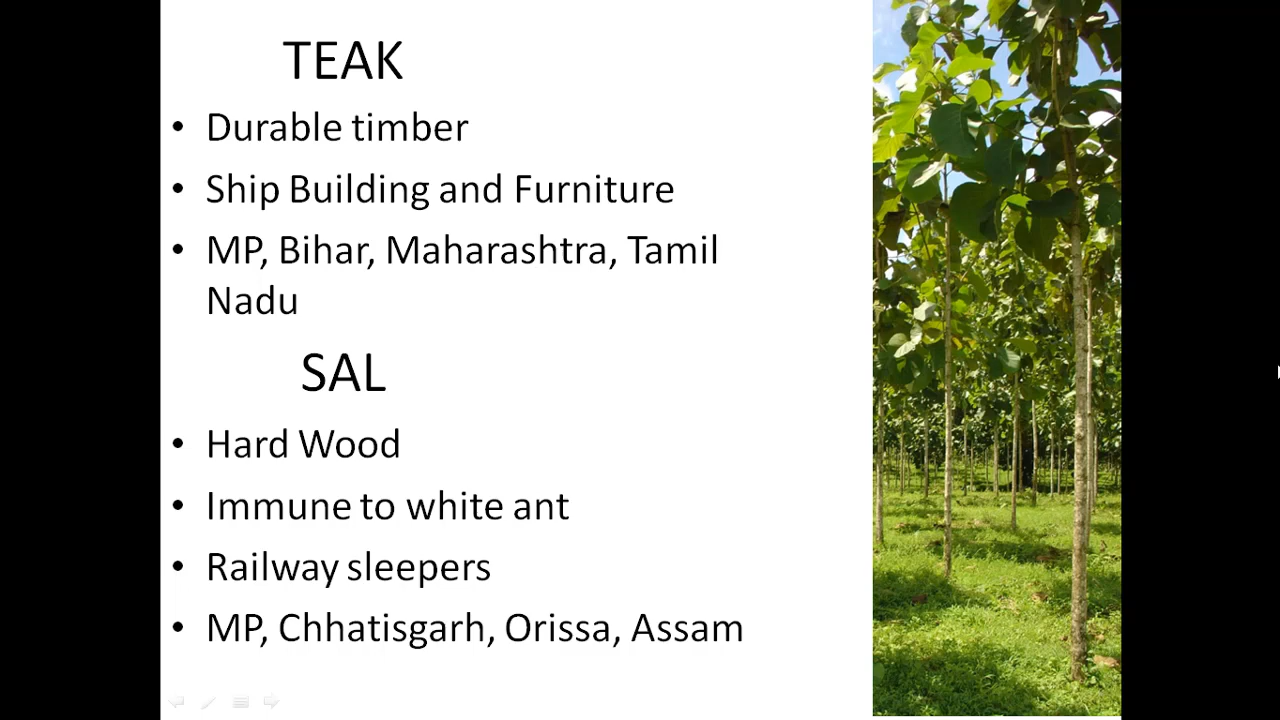 TEAK
• Durable timber
• Ship Building and Furniture
• MP, Bihar, Maharashtra, Tamil
Nadu
SAL
• Hard Wood
• Immune to white ant
• Railway sleepers
• MP, Chhatisgarh, Orissa, Assam